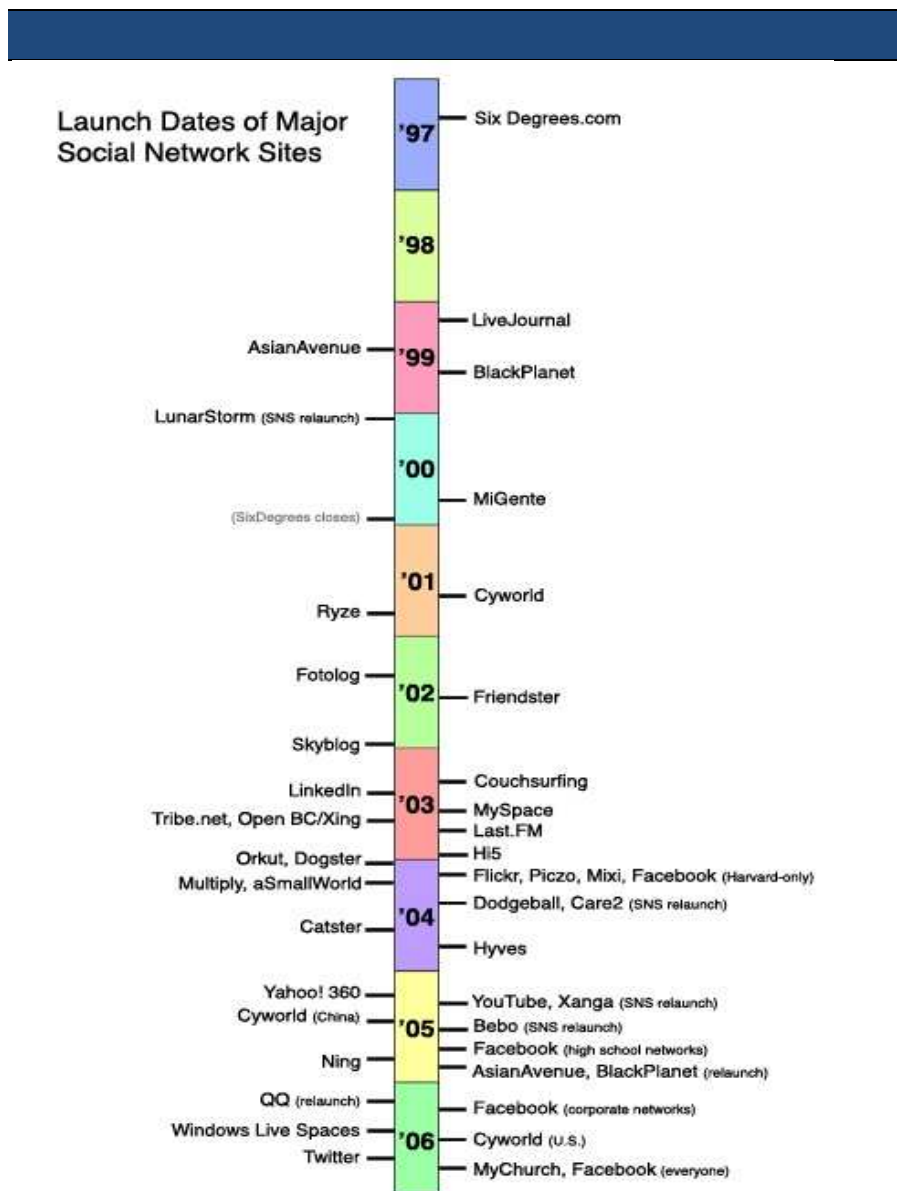 Launch Dates of Major
Social Network Sites
'97
Six Degrees.com
'98
LiveJournal
AsianAvenue
'99
BlackPlanet
LunarStorm (SNS relaunch)
'00
MiGente
(SixDegrees closes)
'01
Cyworld
Ryze
Fotolog
'02
Friendster
Skyblog
Couchsurfing
LinkedIn
'03
MySpace
Tribe.net, Open BC/Xing
Last.FM
Hi5
Orkut, Dogster
Flickr, Piczo, Mixi, Facebook (Harvard-only)
Multiply, aSmallWorld
Dodgeball, Care2 (SNS relaunch)
'04
Catster
Hyves
Yahoo! 360
YouTube, Xanga (SNS relaunch)
Cyworld (China)
'05
Bebo (SNS relaunch)
Facebook (high school networks)
Ning
AsianAvenue, BlackPlanet (relaunch)
QQ (relaunch)
Facebook (corporate networks)
Windows Live Spaces
'06
Cyworld (U.S.)
Twitter
MyChurch, Facebook (everyone)